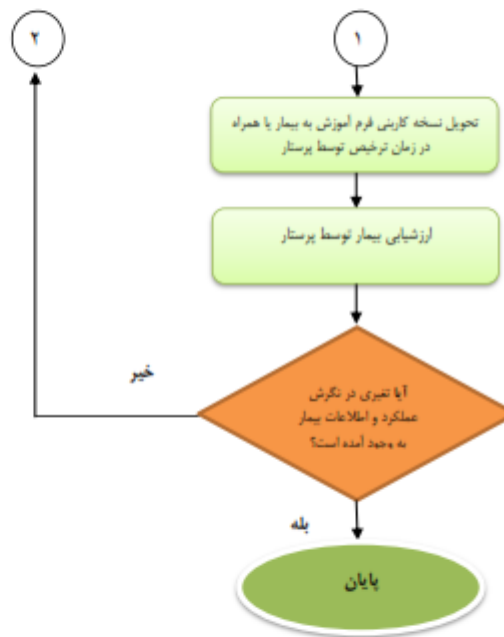 ۱
۲
تحویل نسخه کاربنی فرم آموزش به بیمار یا همراه
در زمان ترخیص توسط پرستار
ارزشیابی بیمار توسط پرستار
آیا تغیری در نگرش
عملکرد و اطلاعات بیمار
به وجود آمده است؟
خیر
بله
پایان